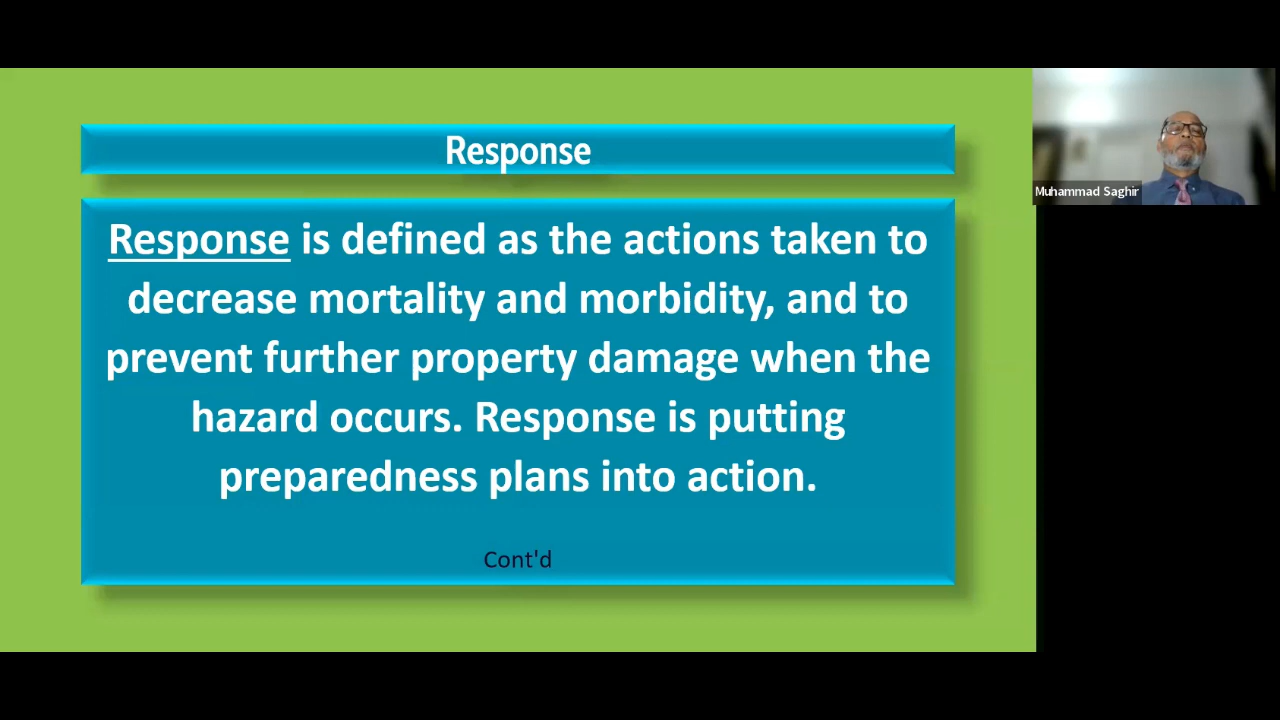 Response
Response is defined as the actions taken to
decrease mortality and morbidity, and to
prevent further property damage when the
hazard occurs. Response is putting
preparedness plans into action.
Cont'd
Muhammad Saghir